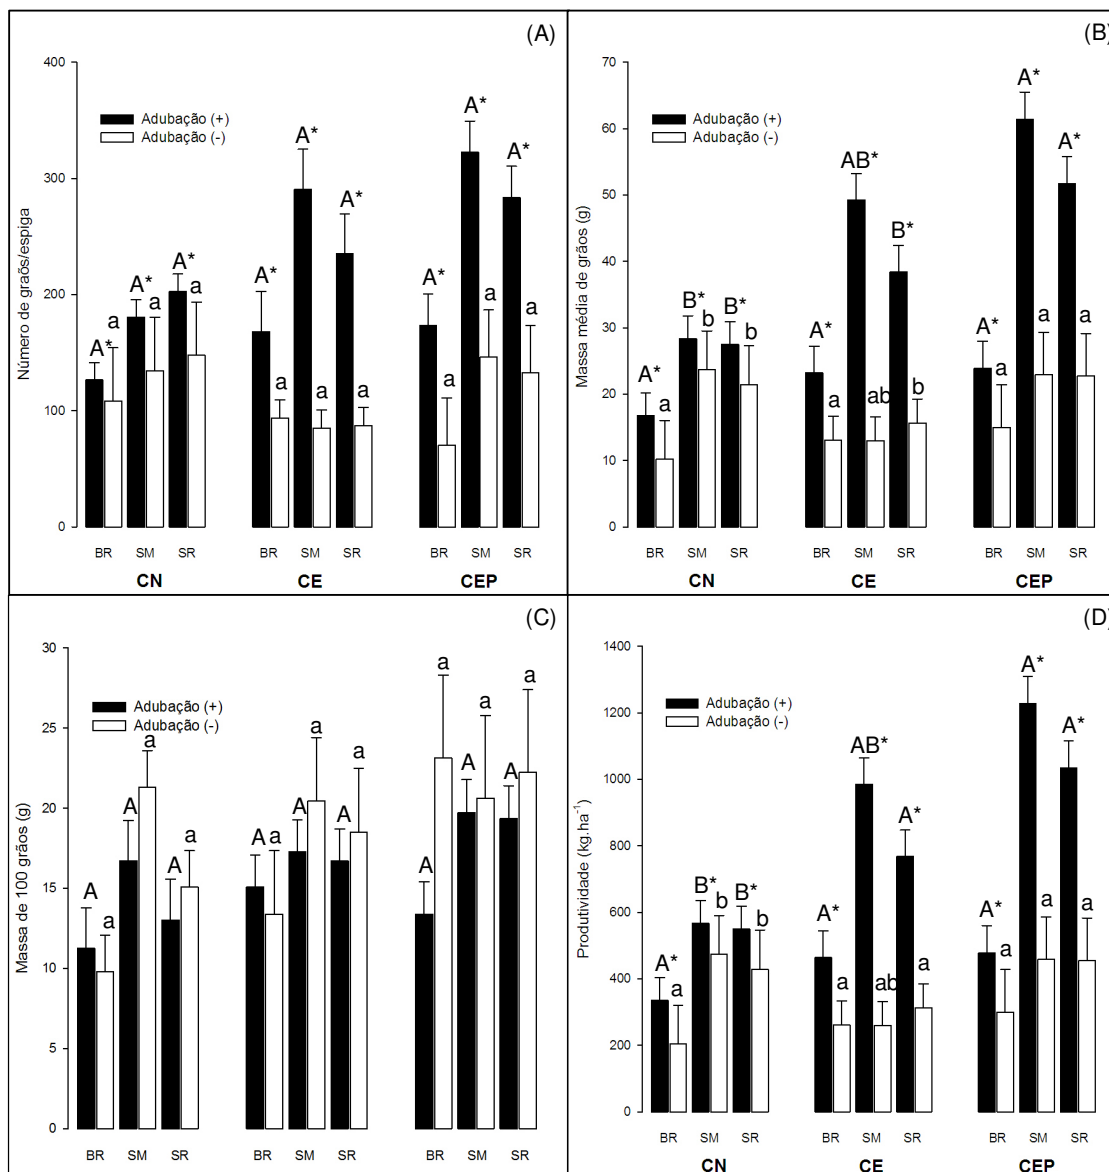 (A)
400
300
200
100
0
Número de graõs/espiga
Adubação (+)
Adubação (-)
A* a A* a A* a
A* a A* a A* a
A* a A* a A* a
BR SM SR BR SM SR BR SM SR
CN CE CEP
(B)
70
60
50
40
30
20
10
0
Massa média de grãos (g)
Adubação (+)
Adubação (-)
A* a B* b B* b
A* a AB* ab B* b
A* a A* a A* a
BR SM SR BR SM SR BR SM SR
CN CE CEP
(C)
30
25
20
15
10
5
0
Massa de 100 grãos (g)
Adubação (+)
Adubação (-)
A a A a A a
A a A a A a
A a A a A a
BR SM SR BR SM SR BR SM SR
(D)
1400
1200
1000
800
600
400
200
0
Produtividade (kg.ha⁻¹)
Adubação (+)
Adubação (-)
A* a B* b B* b
A* a AB* ab A* a
A* a A* a A* a
BR SM SR BR SM SR BR SM SR
CN CE CEP